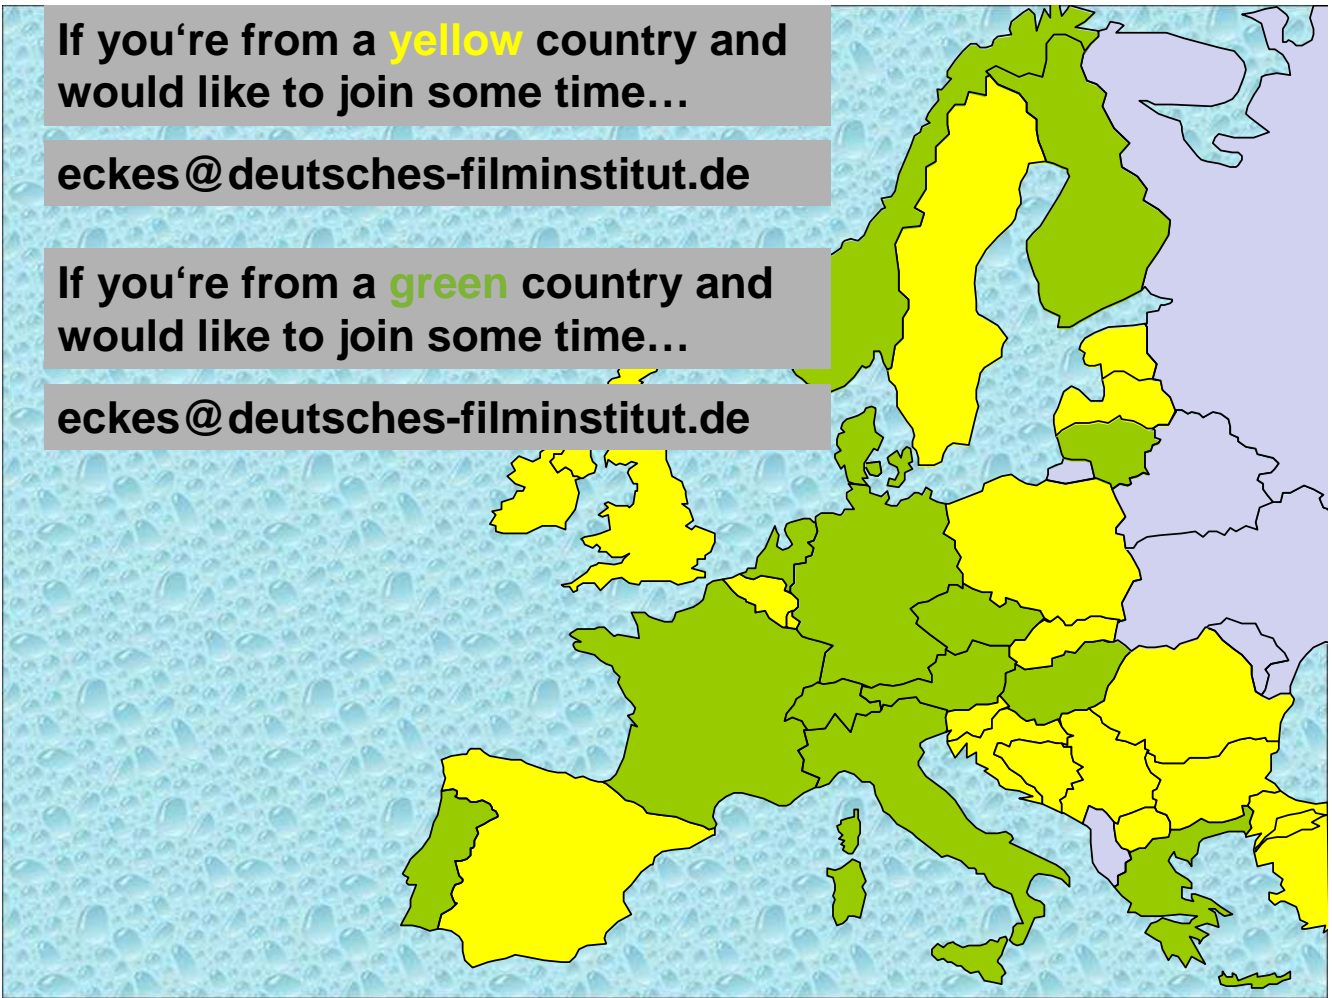 If you‘re from a yellow country and
would like to join some time…
eckes@deutsches-filminstitut.de
If you‘re from a green country and
would like to join some time…
eckes@deutsches-filminstitut.de